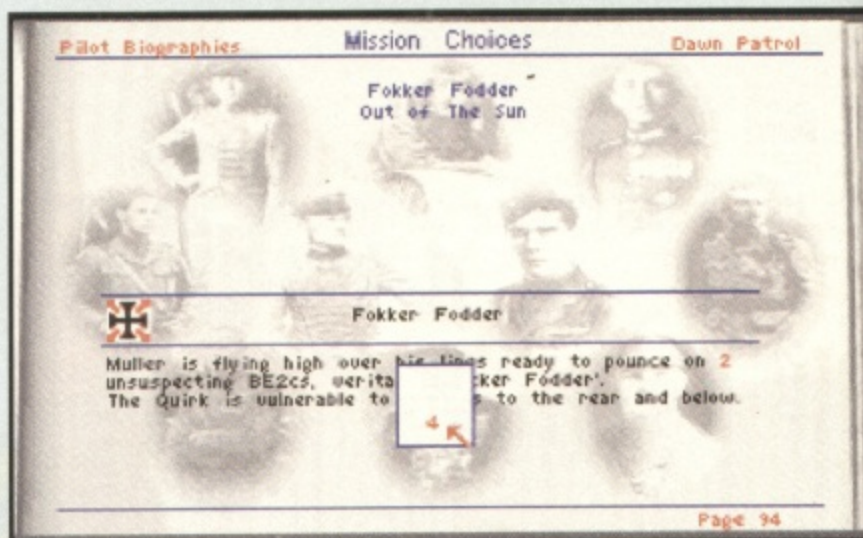 Pilot Biographies Mission Choices Dawn Patrol
Fokker Fodder
Out of The Sun
Fokker Fodder
Muller is flying high over his lines ready to pounce on 2
unsuspecting BE2cs, verita cker Fodder'.
The Quirk is vulnerable to s to the rear and below.
4
Page 94